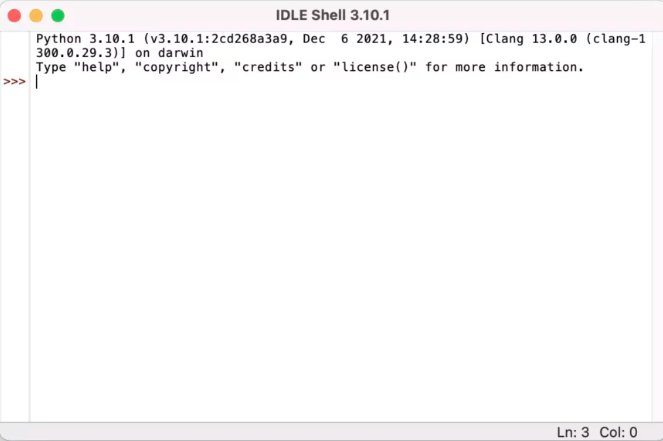 IDLE Shell 3.10.1
Python 3.10.1 (v3.10.1:2cd268a3a9, Dec  6 2021, 14:28:59) [Clang 13.0.0 (clang-1
300.0.29.3)] on darwin
Type "help", "copyright", "credits" or "license()" for more information.
>>>
Ln: 3  Col: 0